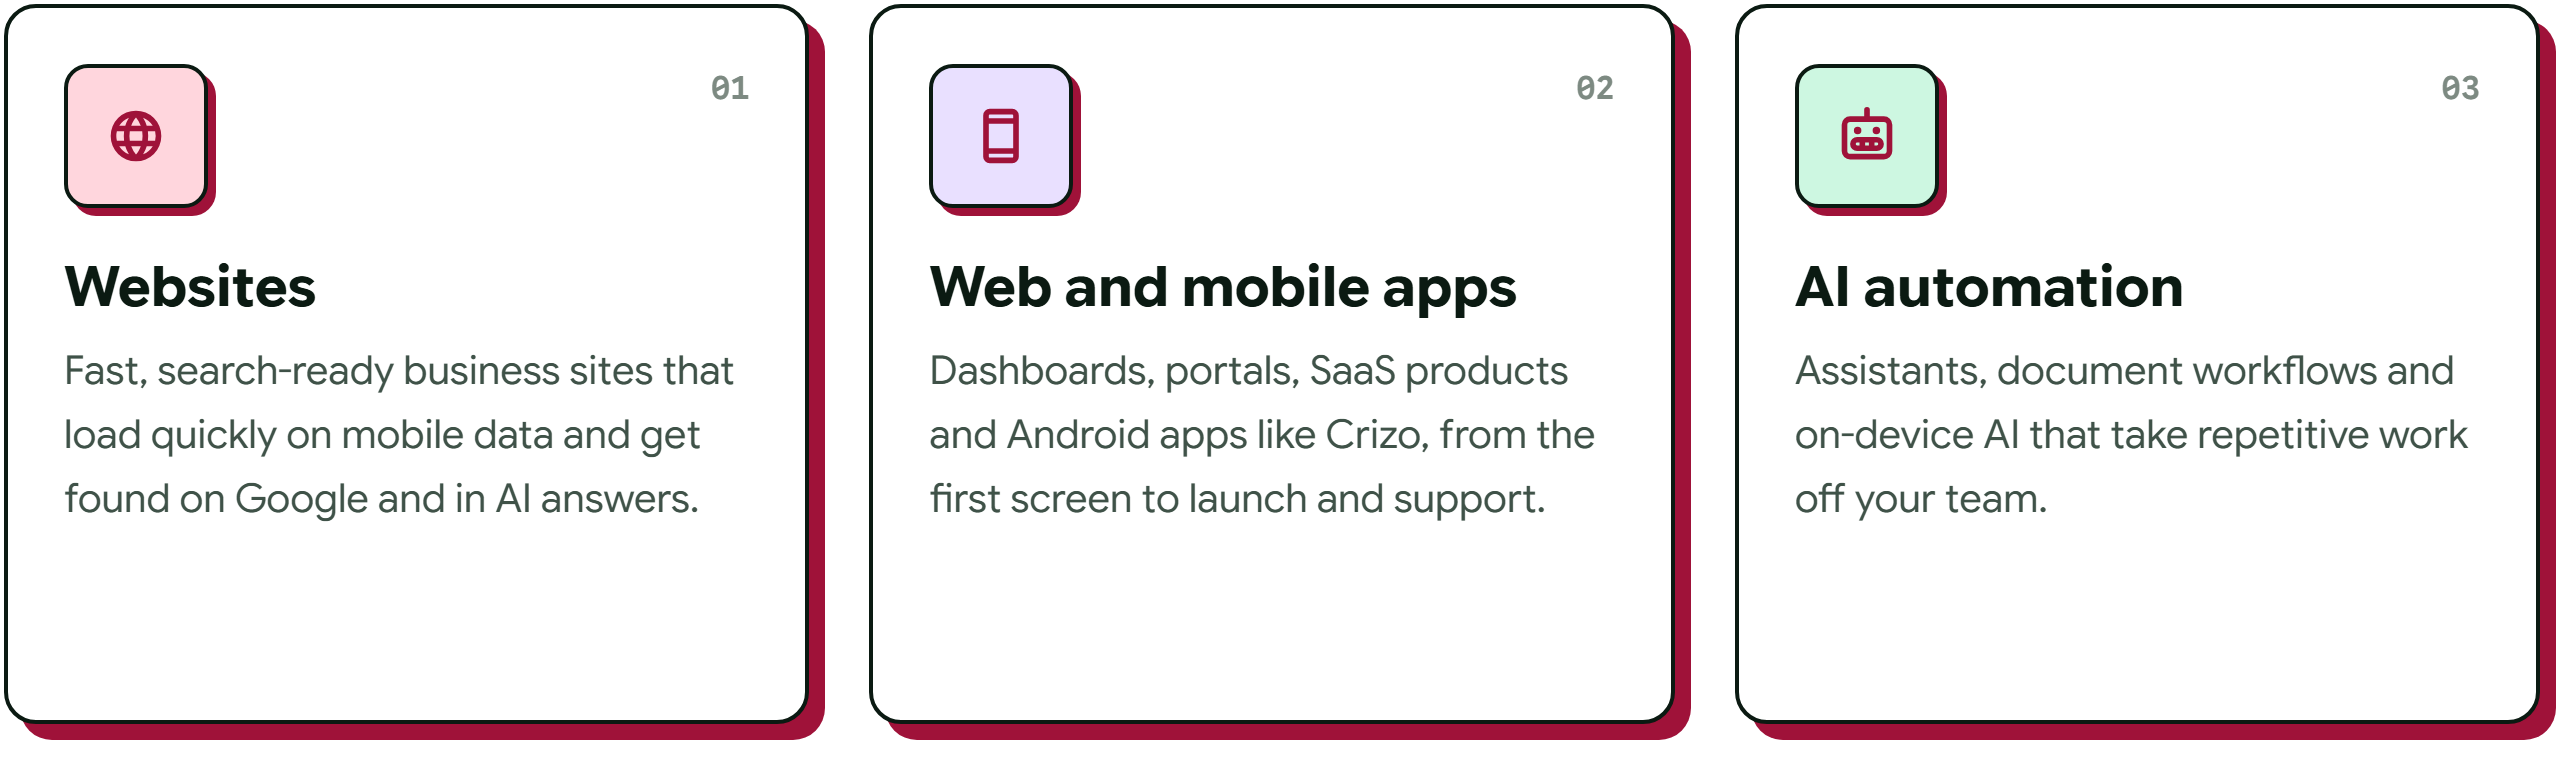 01
Websites
Fast, search-ready business sites that
load quickly on mobile data and get
found on Google and in AI answers.
02
Web and mobile apps
Dashboards, portals, SaaS products
and Android apps like Crizo, from the
first screen to launch and support.
03
AI automation
Assistants, document workflows and
on-device AI that take repetitive work
off your team.